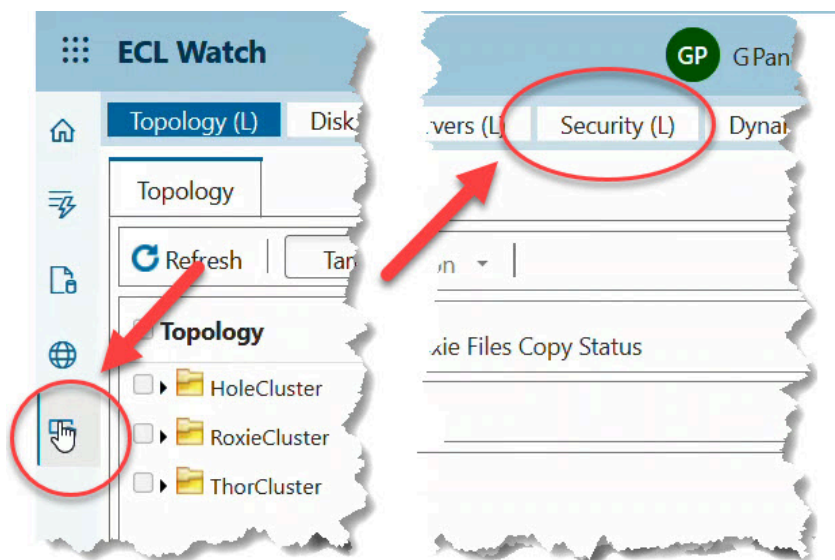 ECL Watch
GP G Pan
Topology (L) Disk
vers (L) Security (L) Dynar
Topology
Refresh Tar
on
Topology
xie Files Copy Status
HoleCluster
RoxieCluster
ThorCluster